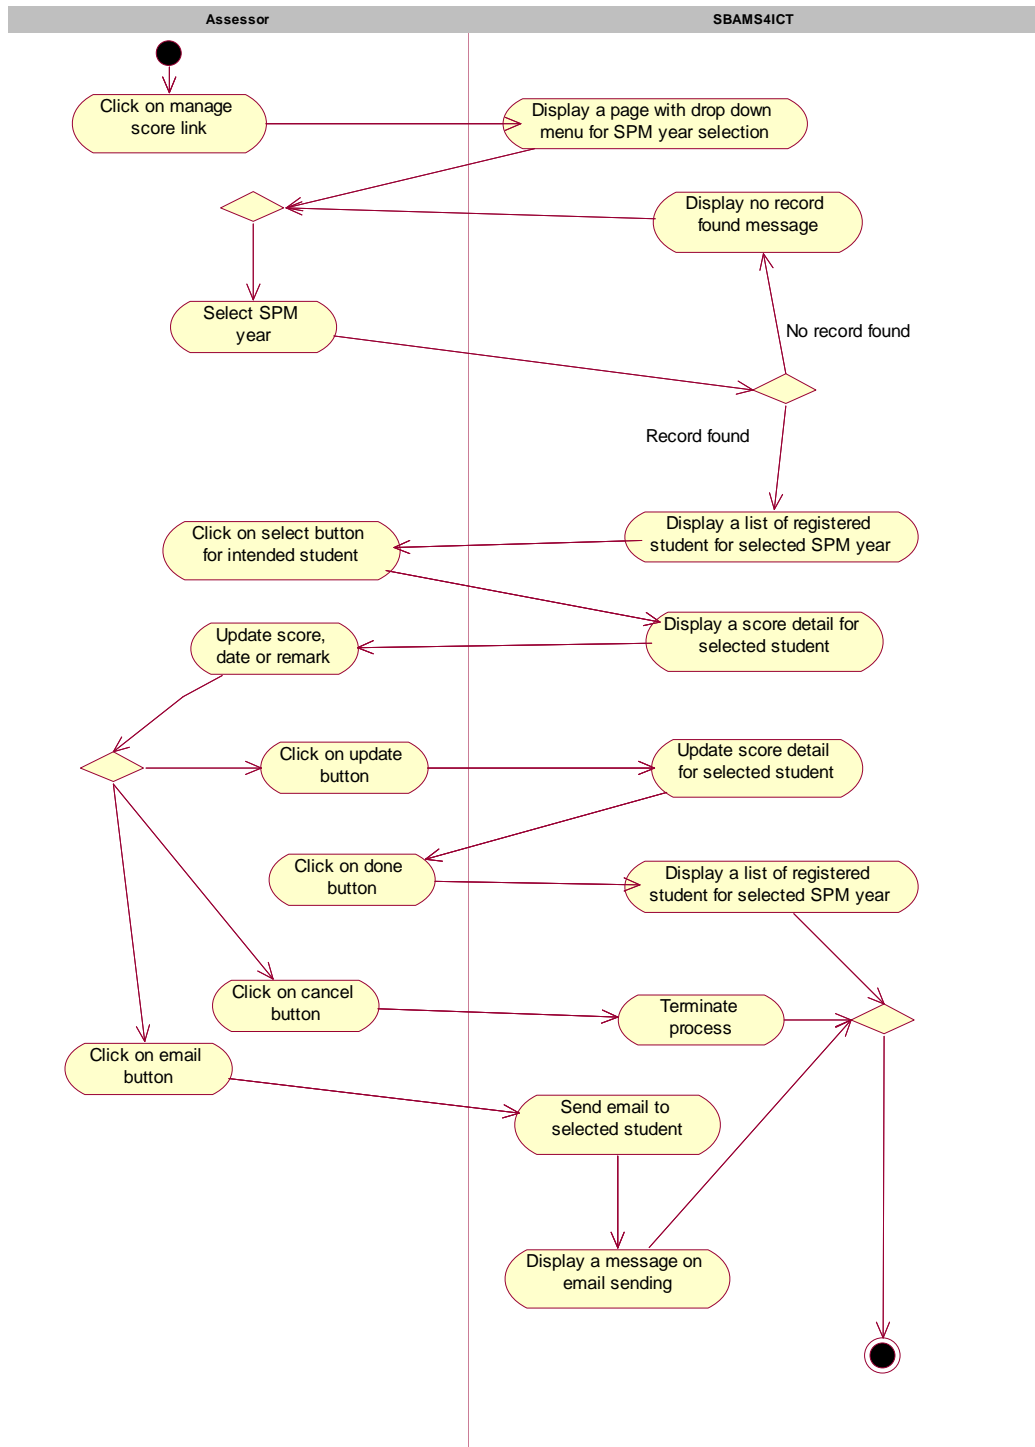 Assessor
SBAMS4ICT
Click on manage
score link
Display a page with drop down
menu for SPM year selection
Display no record
found message
Select SPM
year
No record found
Record found
Click on select button
for intended student
Display a list of registered
student for selected SPM year
Update score,
date or remark
Display a score detail for
selected student
Click on update
button
Update score detail
for selected student
Click on done
button
Display a list of registered
student for selected SPM year
Click on cancel
button
Terminate
process
Click on email
button
Send email to
selected student
Display a message on
email sending